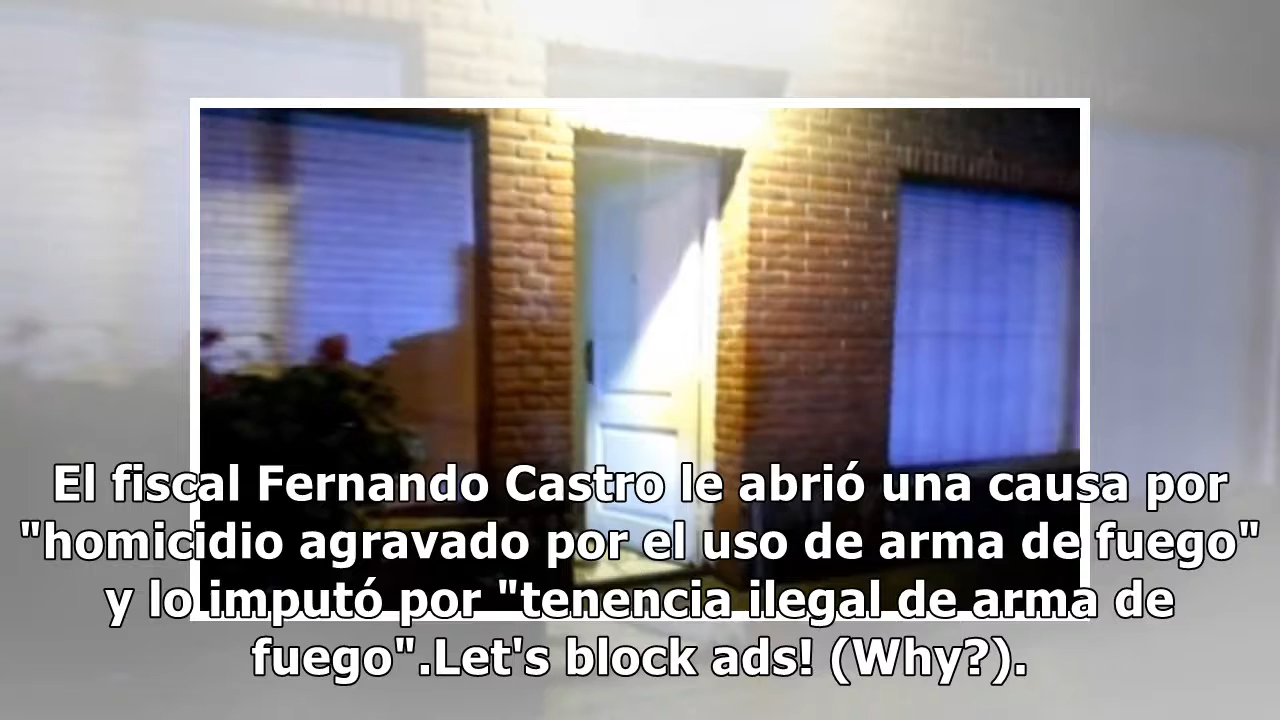 El fiscal Fernando Castro le abrió una causa por
"homicidio agravado por el uso de arma de fuego"
y lo imputó por "tenencia ilegal de arma de
fuego".Let's block ads! (Why?).